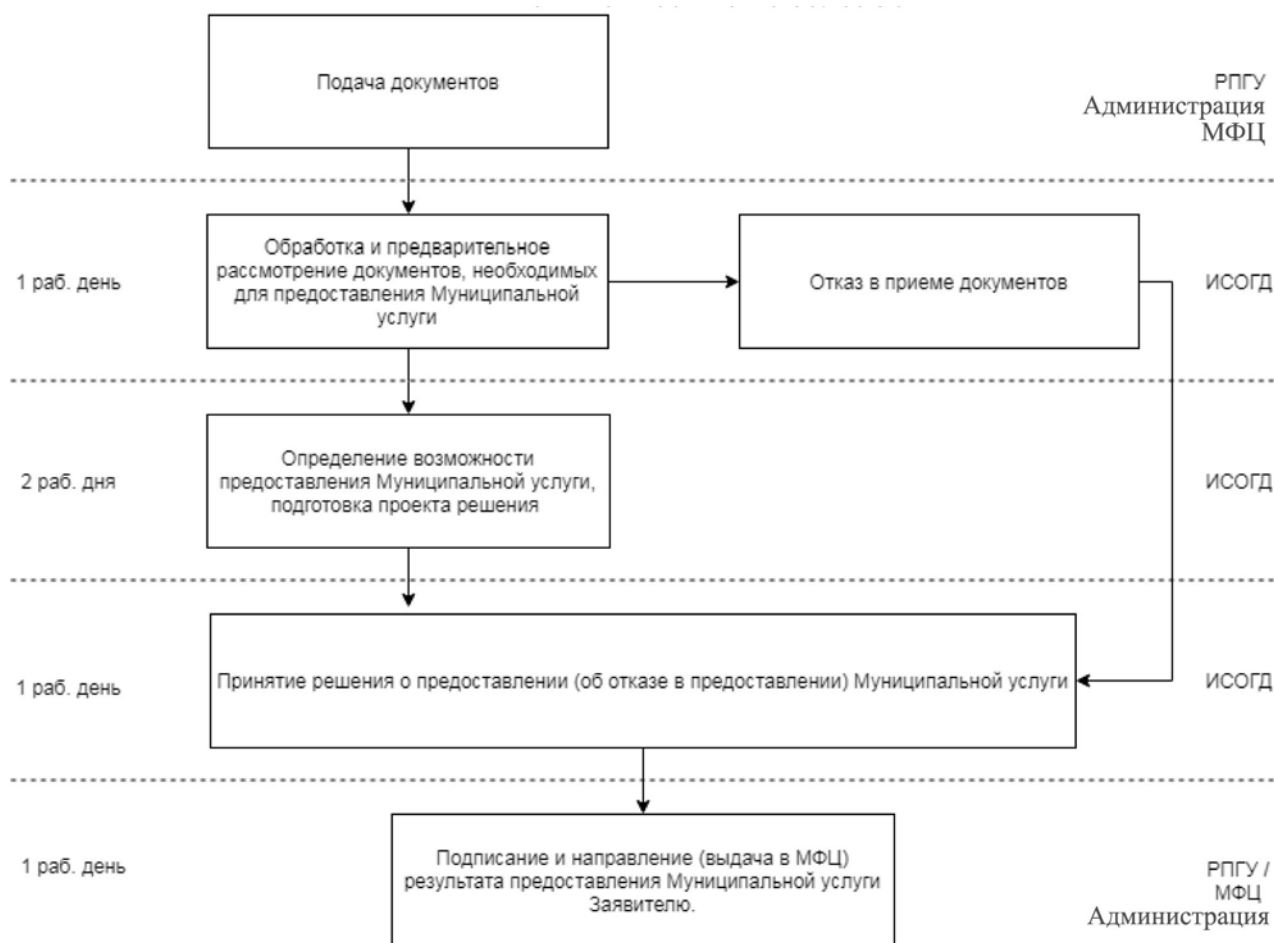 Подача документов
РПГУ
Администрация
МФЦ
1 раб. день
Обработка и предварительное
рассмотрение документов, необходимых
для предоставления Муниципальной
услуги
Отказ в приеме документов
ИСОГД
2 раб. дня
Определение возможности
предоставления Муниципальной услуги,
подготовка проекта решения
ИСОГД
1 раб. день
Принятие решения о предоставлении (об отказе в предоставлении) Муниципальной услуги
ИСОГД
1 раб. день
Подписание и направление (выдача в МФЦ)
результата предоставления Муниципальной услуги
Заявителю.
РПГУ /
МФЦ
Администрация